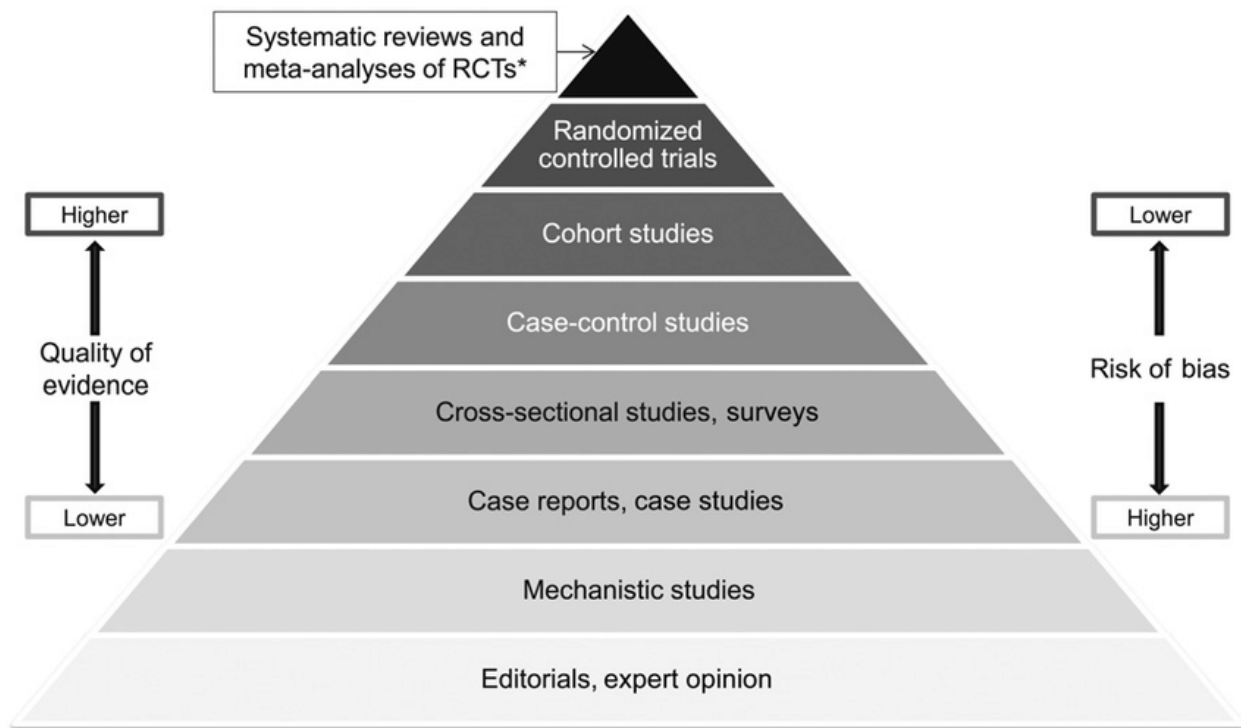 Systematic reviews and
meta-analyses of RCTs*
Randomized
controlled trials
Higher
Lower
Cohort studies
Case-control studies
Quality of
evidence
Risk of bias
Cross-sectional studies, surveys
Case reports, case studies
Lower
Higher
Mechanistic studies
Editorials, expert opinion